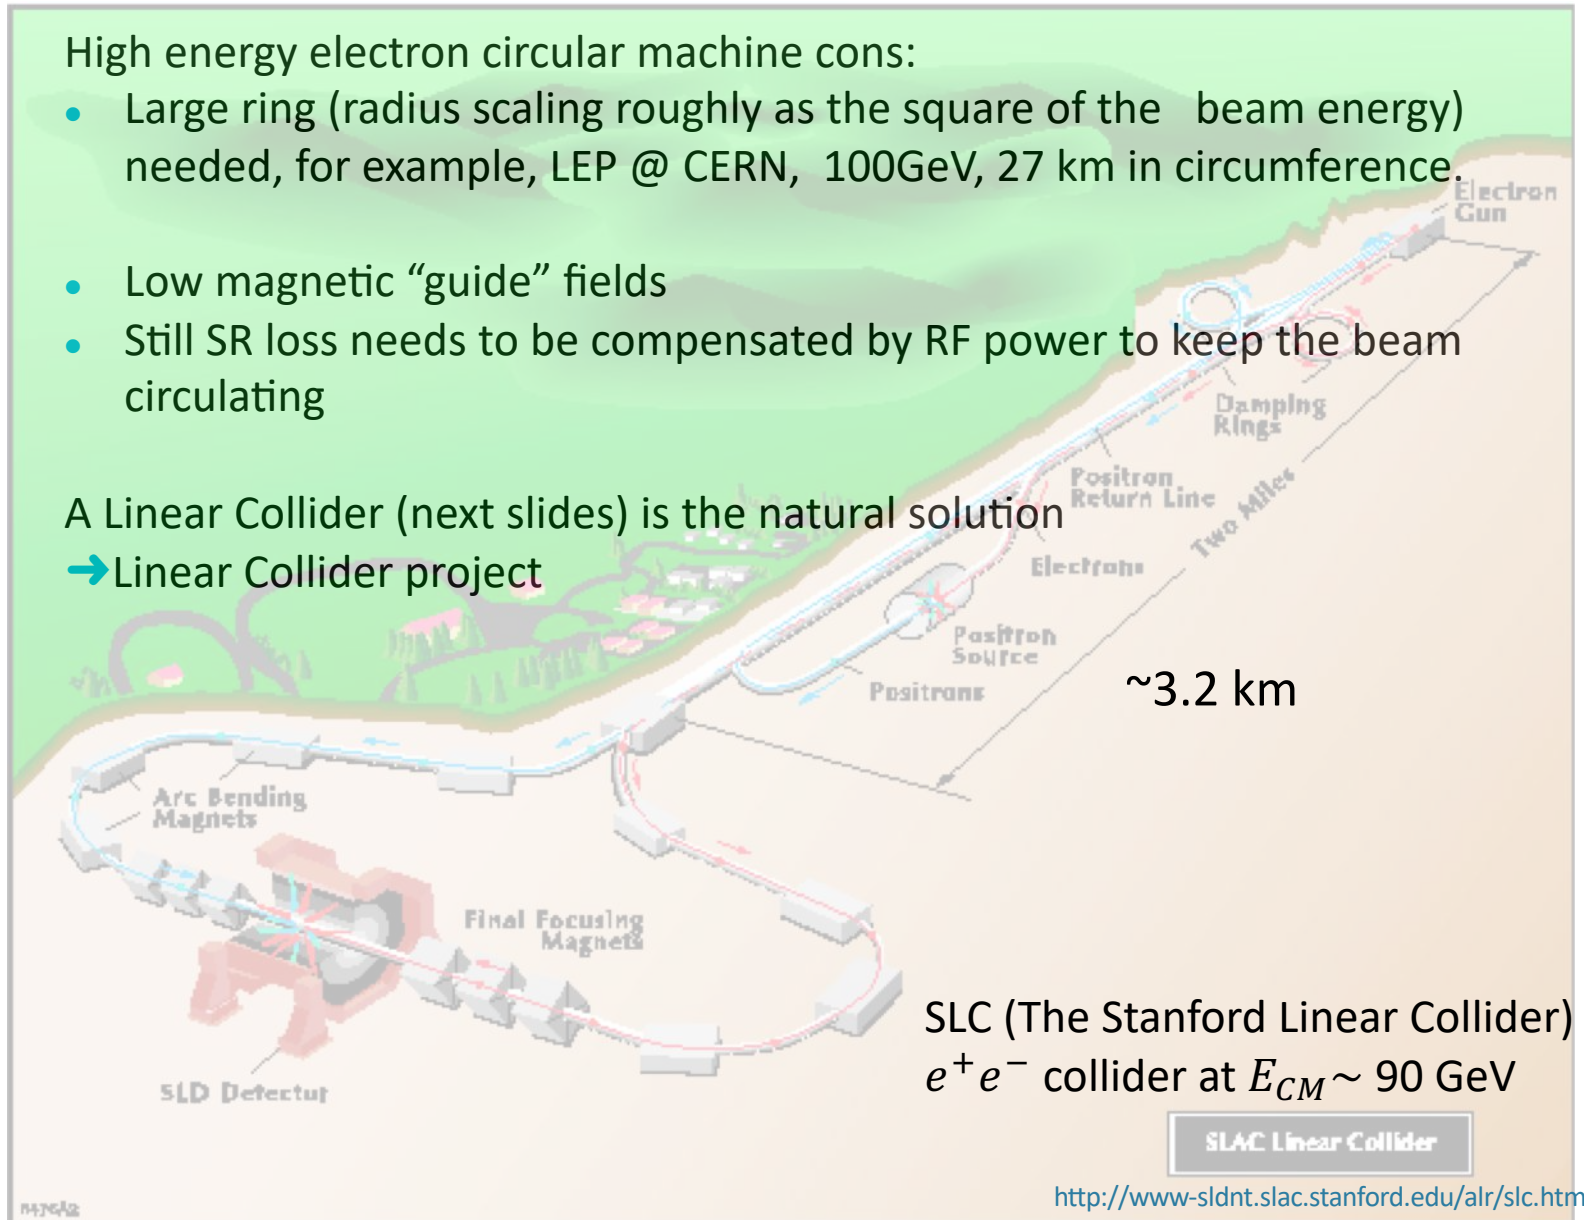 High energy electron circular machine cons:
• Large ring (radius scaling roughly as the square of the beam energy)
needed, for example, LEP @ CERN, 100GeV, 27 km in circumference.
Electron
Gun
• Low magnetic “guide” fields
• Still SR loss needs to be compensated by RF power to keep the beam
circulating
Damping
Rings
Positron
Return Line
Two Miles
A Linear Collider (next slides) is the natural solution
➜Linear Collider project
Electrons
Positron
Source
Positrons
~3.2 km
Arc Bending
Magnets
Final Focusing
Magnets
SLD Detector
SLC (The Stanford Linear Collider)
e⁺e⁻ collider at E_CM ~ 90 GeV
SLAC Linear Collider
http://www-sldnt.slac.stanford.edu/alr/slc.htm